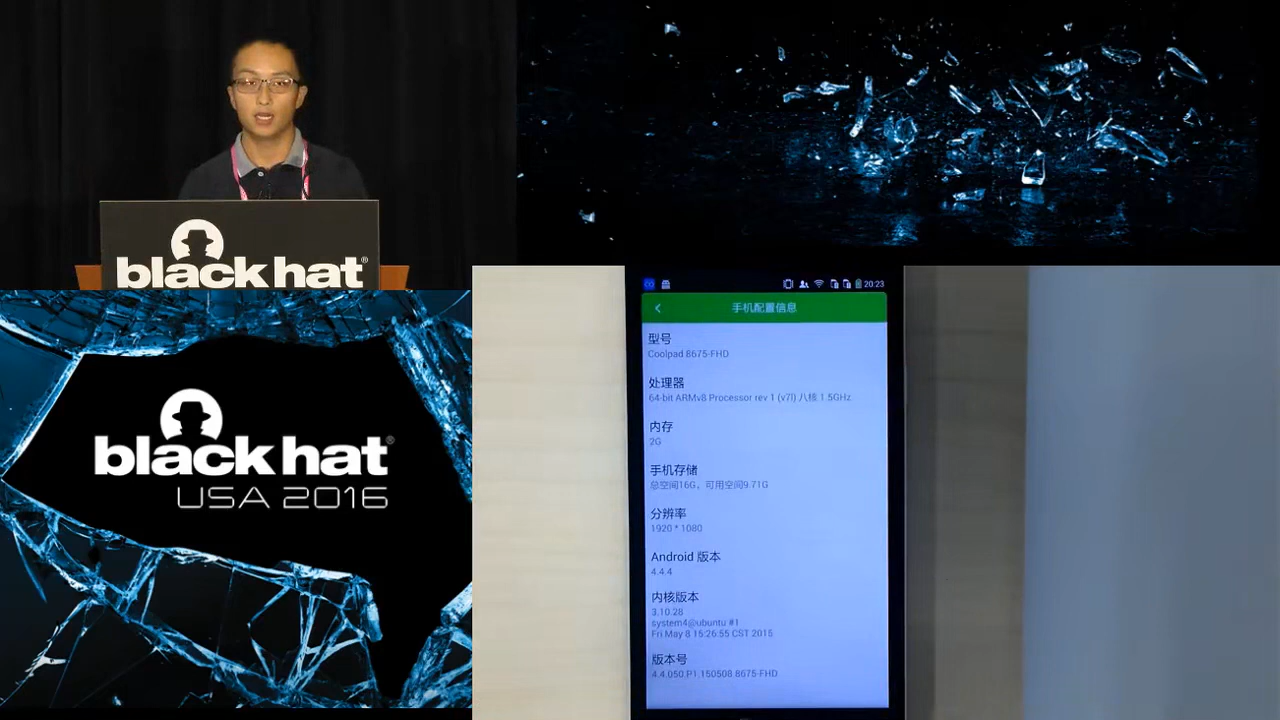 black hat®
black hat®
USA 2016
20:23
手机配置信息
型号
Coolpad 8675-FHD
处理器
64-bit ARMv8 Processor rev 1 (v7l) 八核 1.5GHz
内存
2G
手机存储
总空间16G，可用空间9.71G
分辨率
1920 * 1080
Android 版本
4.4.4
内核版本
3.10.28
system4@ubuntu #1
Fri May 8 15:26:55 CST 2015
版本号
4.4.050.P1.150508.8675-FHD